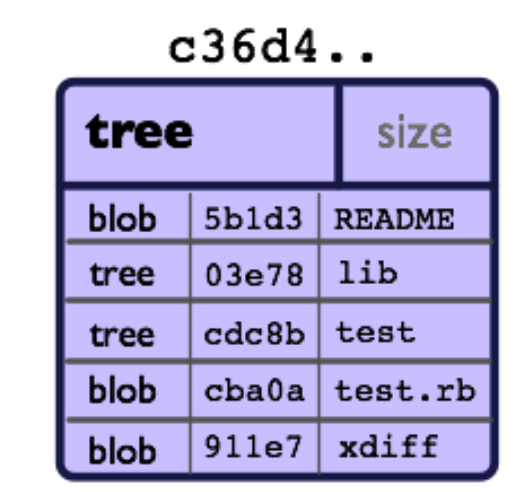 c36d4..
tree size
blob 5b1d3 README
tree 03e78 lib
tree cdc8b test
blob cba0a test.rb
blob 911e7 xdiff